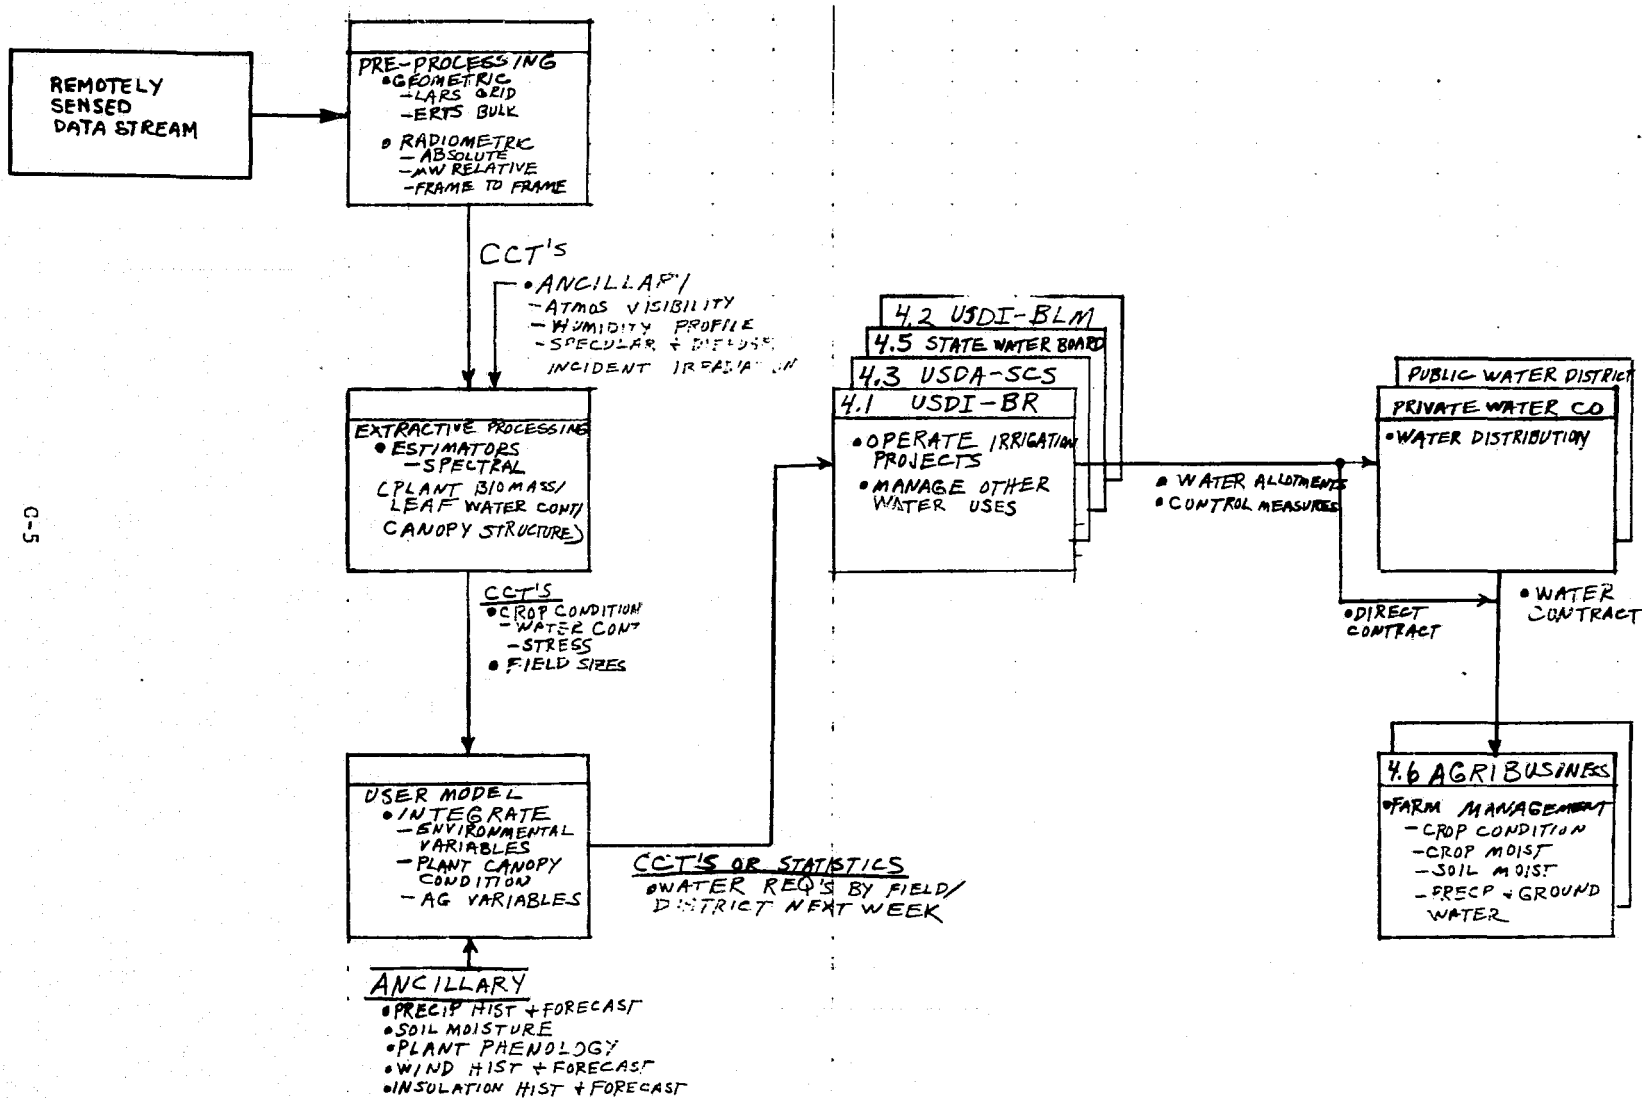 REMOTELY
SENSED
DATA STREAM
PRE-PROCESSING
•GEOMETRIC
-LARS GRID
-ERTS BULK
• RADIOMETRIC
- ABSOLUTE
-MW RELATIVE
-FRAME TO FRAME
CCT'S
•ANCILLARY
-ATMOS VISIBILITY
- HUMIDITY PROFILE
-SPECULAR + DIFFUSE
INCIDENT IRRADIATION
EXTRACTIVE PROCESSING
• ESTIMATORS
-SPECTRAL
(PLANT BIOMASS/
LEAF WATER CONT/
CANOPY STRUCTURE)
CCT'S
•CROP CONDITION
-WATER CONT
-STRESS
• FIELD SIZES
USER MODEL
•INTEGRATE
-ENVIRONMENTAL
VARIABLES
-PLANT CANOPY
CONDITION
- AG VARIABLES
ANCILLARY
•PRECIP HIST + FORECAST
•SOIL MOISTURE
•PLANT PHENOLOGY
•WIND HIST + FORECAST
•INSOLATION HIST + FORECAST
CCT'S OR STATISTICS
•WATER REQ'S BY FIELD/
DISTRICT NEXT WEEK
4.2 USDI-BLM
4.5 STATE WATER BOARD
4.3 USDA-SCS
4.1 USDI-BR
•OPERATE IRRIGATION
PROJECTS
•MANAGE OTHER
WATER USES
• WATER ALLOTMENTS
•CONTROL MEASURES
PUBLIC WATER DISTRICT
PRIVATE WATER CO
•WATER DISTRIBUTION
•DIRECT
CONTRACT
•WATER
CONTRACT
4.6 AGRIBUSINESS
•FARM MANAGEMENT
-CROP CONDITION
-CROP MOIST
-SOIL MOIST
-PRECP + GROUND
WATER
C-5